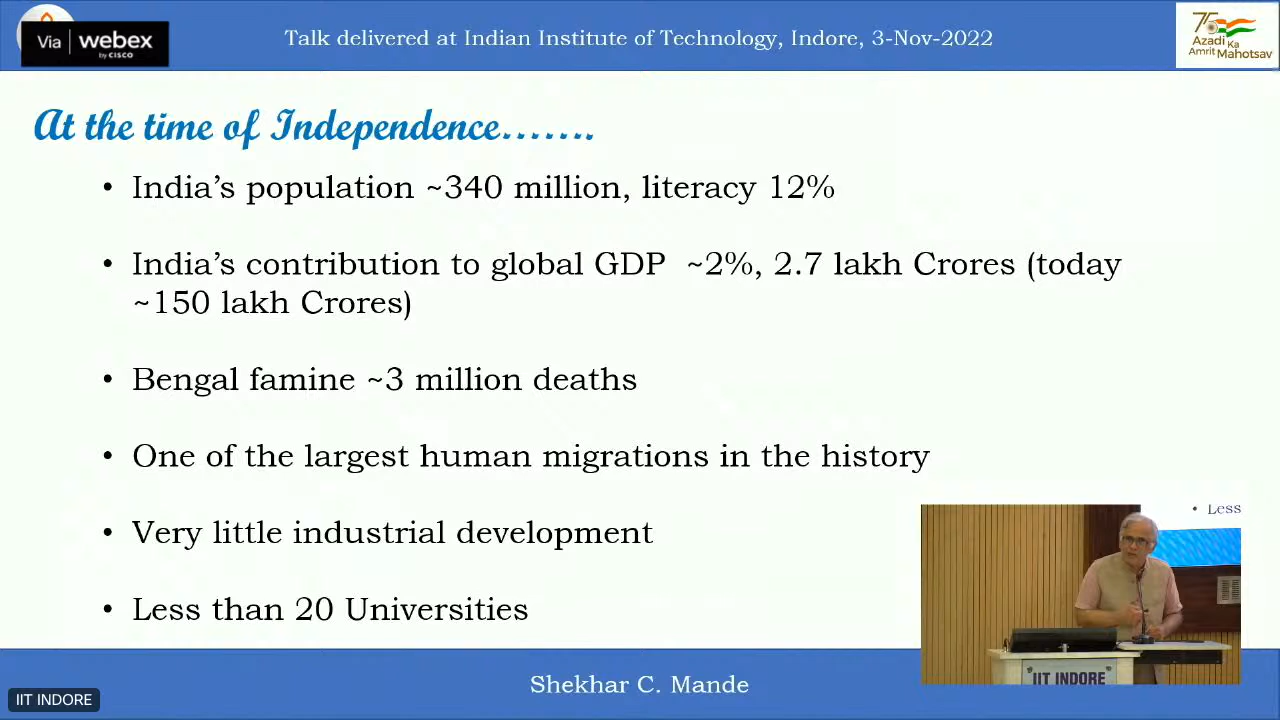 Via webex
by CISCO
Talk delivered at Indian Institute of Technology, Indore, 3-Nov-2022
75
Azadi Ka
Amrit Mahotsav
At the time of Independence.......
• India's population ~340 million, literacy 12%
• India's contribution to global GDP ~2%, 2.7 lakh Crores (today
~150 lakh Crores)
• Bengal famine ~3 million deaths
• One of the largest human migrations in the history
• Very little industrial development
• Less than 20 Universities
• Less
IIT INDORE
Shekhar C. Mande
IIT INDORE